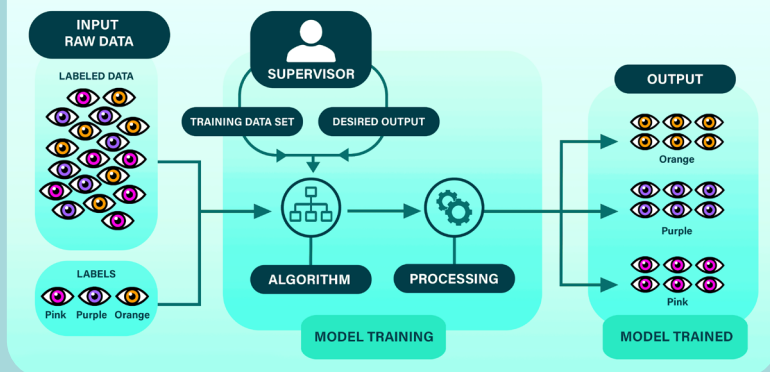 INPUT
RAW DATA
LABELED DATA
LABELS
Pink Purple Orange
SUPERVISOR
TRAINING DATA SET
DESIRED OUTPUT
ALGORITHM
PROCESSING
MODEL TRAINING
OUTPUT
Orange
Purple
Pink
MODEL TRAINED